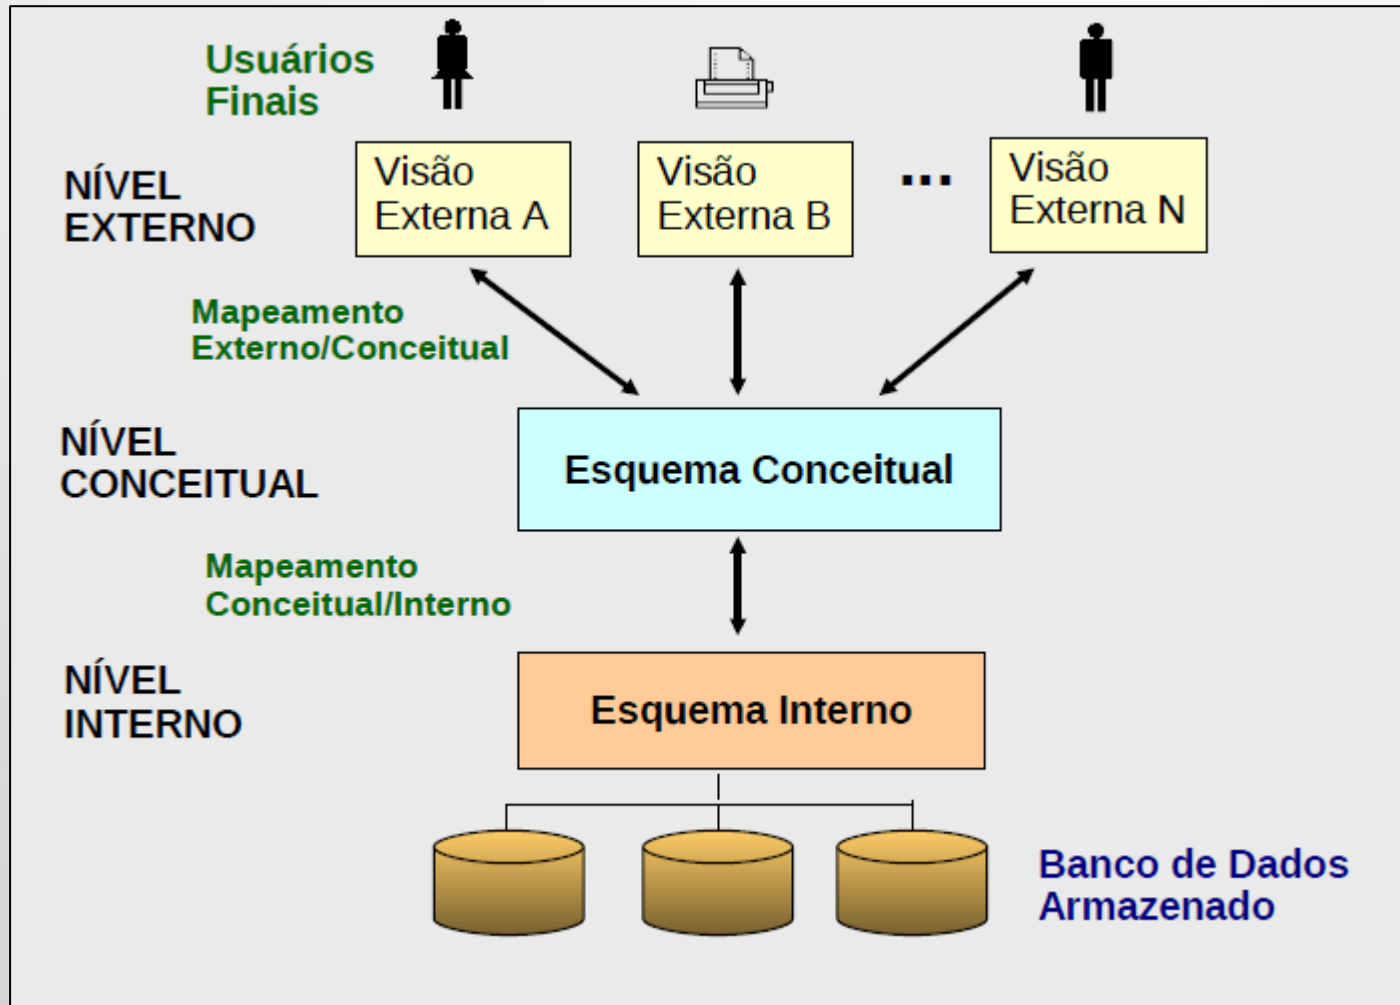 Usuários
Finais
NÍVEL
EXTERNO
Visão
Externa A
Visão
Externa B
...
Visão
Externa N
Mapeamento
Externo/Conceitual
NÍVEL
CONCEITUAL
Esquema Conceitual
Mapeamento
Conceitual/Interno
NÍVEL
INTERNO
Esquema Interno
Banco de Dados
Armazenado